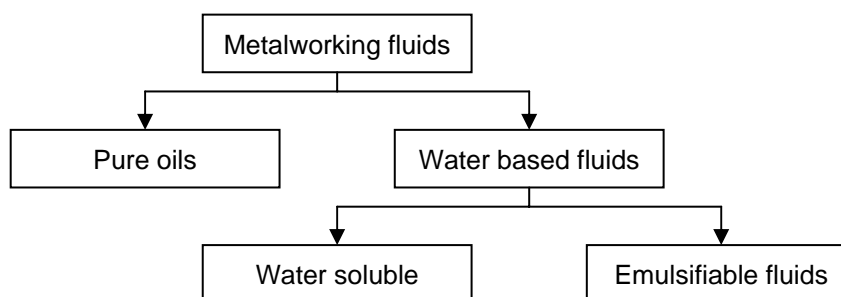 Metalworking fluids
Pure oils
Water based fluids
Water soluble
Emulsifiable fluids